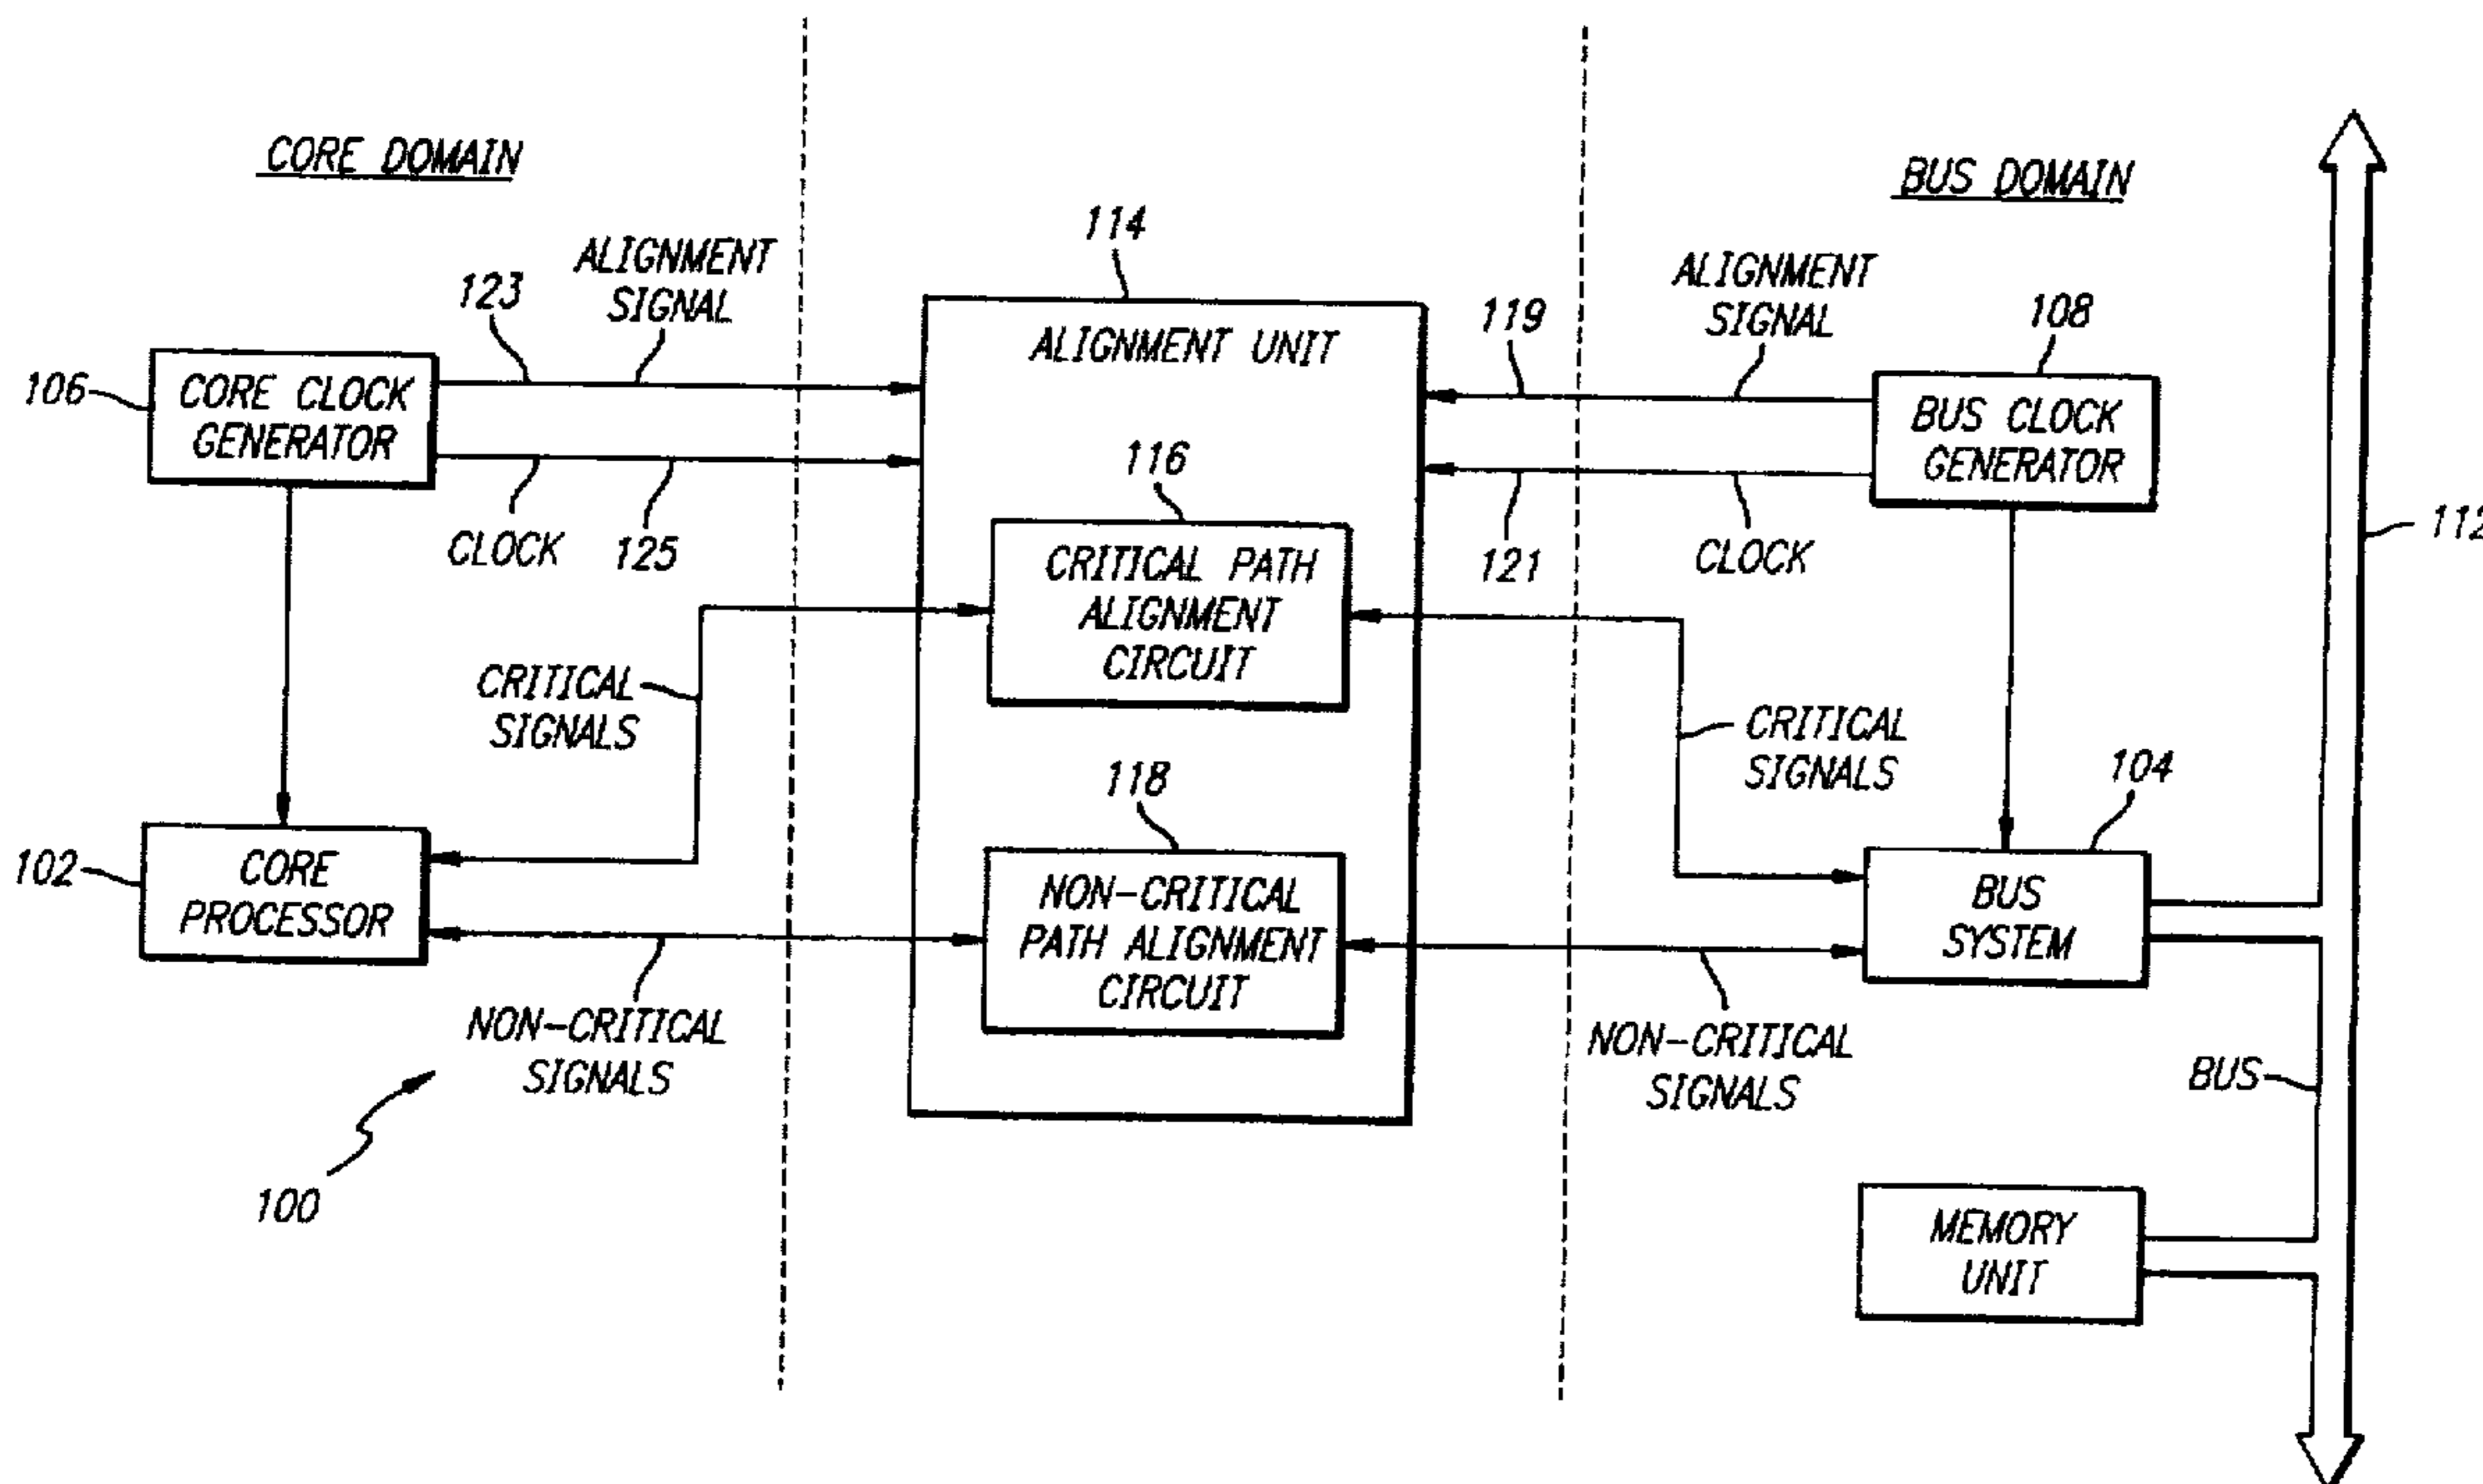 CORE DOMAIN
BUS DOMAIN
114
123
ALIGNMENT
SIGNAL
ALIGNMENT UNIT
119
ALIGNMENT
SIGNAL
108
106
CORE CLOCK
GENERATOR
BUS CLOCK
GENERATOR
116
CLOCK
125
121
CLOCK
112
CRITICAL PATH
ALIGNMENT
CIRCUIT
CRITICAL
SIGNALS
CRITICAL
SIGNALS
118
104
102
CORE
PROCESSOR
NON-CRITICAL
PATH ALIGNMENT
CIRCUIT
BUS
SYSTEM
NON-CRITICAL
SIGNALS
NON-CRITICAL
SIGNALS
BUS
100
MEMORY
UNIT